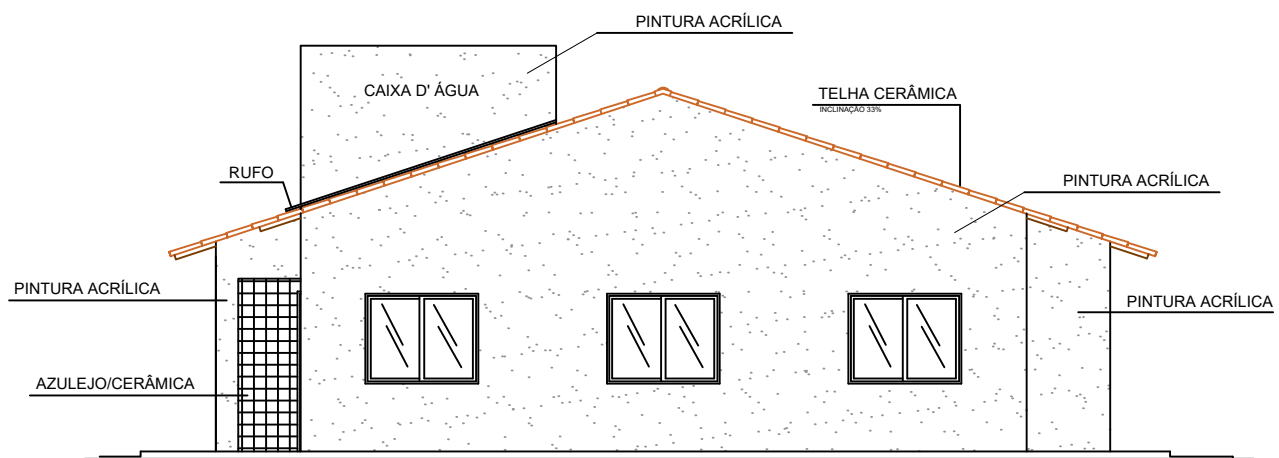 PINTURA ACRÍLICA
CAIXA D' ÁGUA
TELHA CERÂMICA
INCLINAÇÃO 33%
RUFO
PINTURA ACRÍLICA
PINTURA ACRÍLICA
PINTURA ACRÍLICA
AZULEJO/CERÂMICA